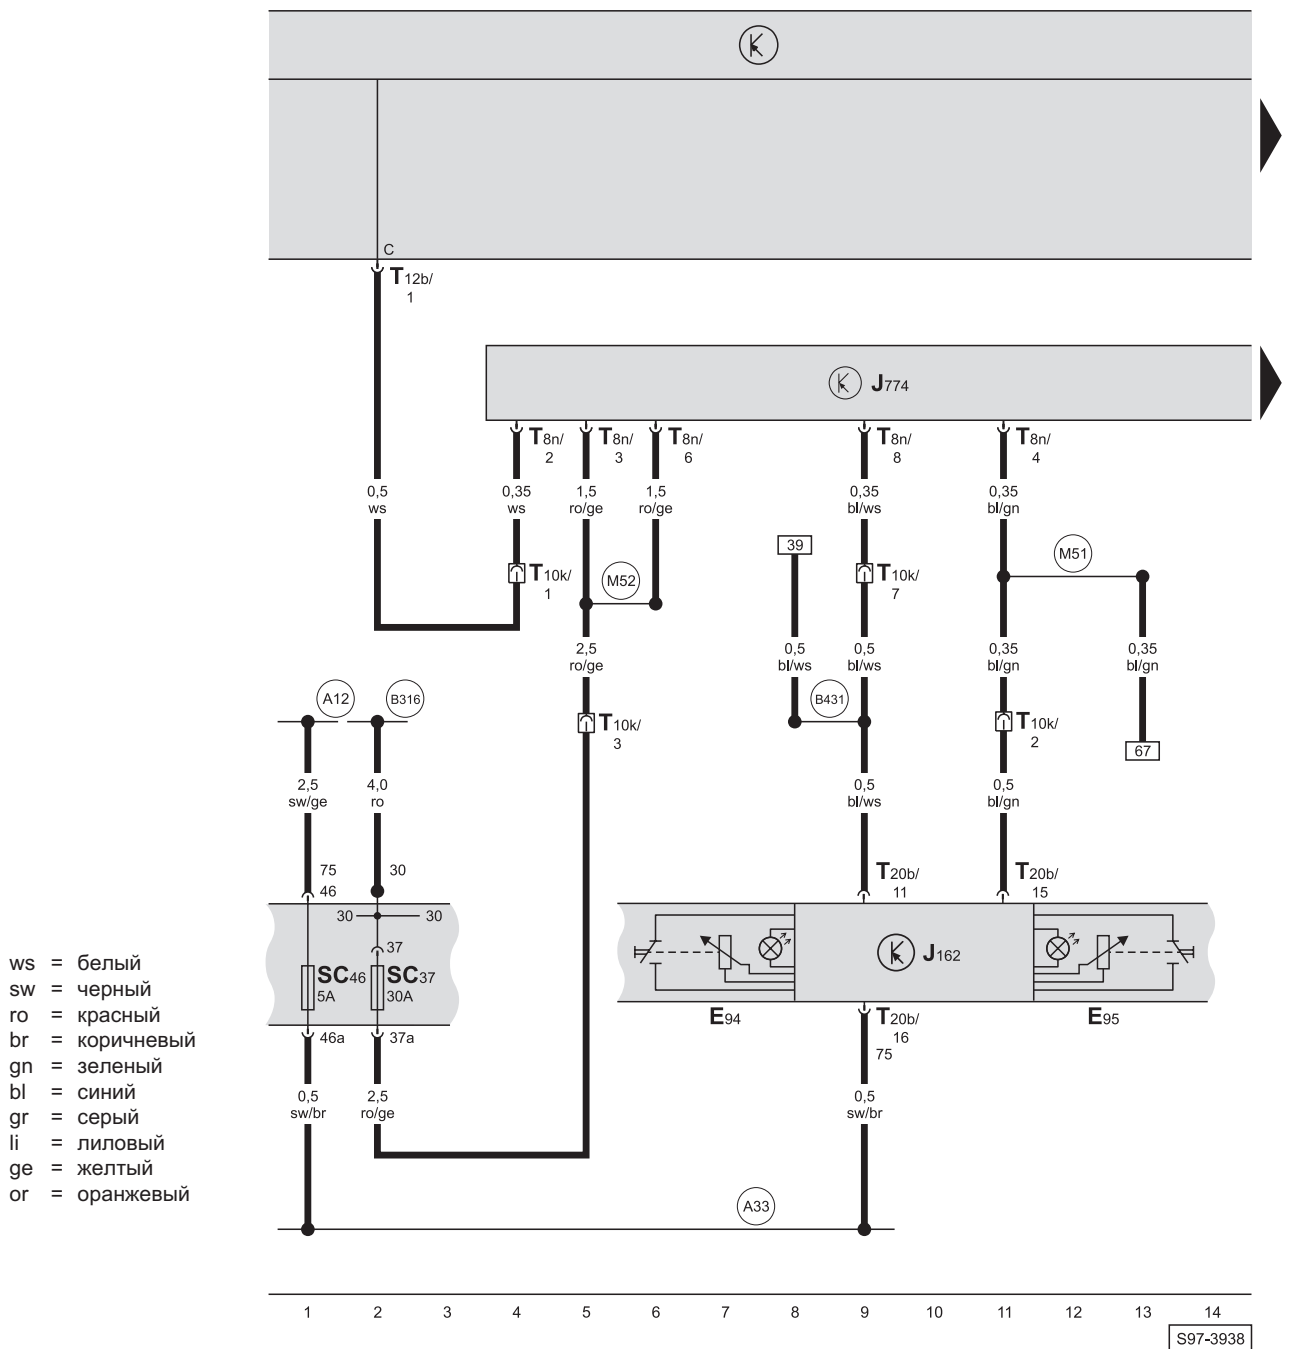 C
T12b/
1
J774
T8n/
2
T8n/
3
T8n/
6
T8n/
8
T8n/
4
0,5
ws
0,35
ws
1,5
ro/ge
1,5
ro/ge
0,35
bl/ws
0,35
bl/gn
39
M51
T10k/
1
M52
T10k/
7
2,5
ro/ge
0,5
bl/ws
0,5
bl/ws
0,35
bl/gn
0,35
bl/gn
A12
B316
B431
T10k/
3
T10k/
2
67
2,5
sw/ge
4,0
ro
0,5
bl/ws
0,5
bl/gn
75
46
30
T20b/
11
T20b/
15
30
30
37
SC46
5A
SC37
30A
J162
E94
E95
46a
37a
T20b/
16
75
0,5
sw/br
2,5
ro/ge
0,5
sw/br
A33
ws = белый
sw = черный
ro = красный
br = коричневый
gn = зеленый
bl = синий
gr = серый
li = лиловый
ge = желтый
or = оранжевый
1 2 3 4 5 6 7 8 9 10 11 12 13 14
S97-3938